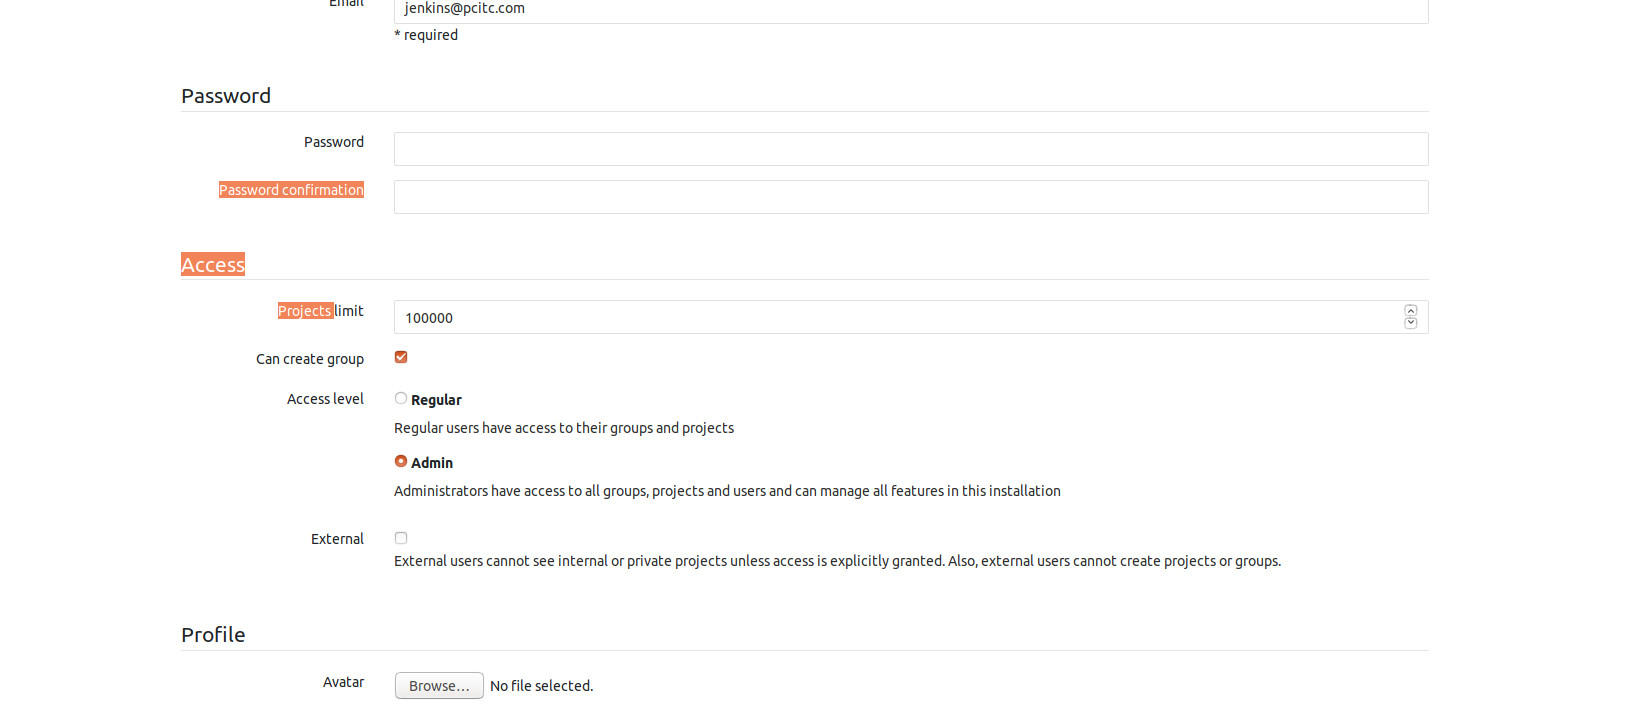 Email
jenkins@pcitc.com
* required
Password
Password
Password confirmation
Access
Projects limit
100000
Can create group
Access level
Regular
Regular users have access to their groups and projects
Admin
Administrators have access to all groups, projects and users and can manage all features in this installation
External
External users cannot see internal or private projects unless access is explicitly granted. Also, external users cannot create projects or groups.
Profile
Avatar
Browse… No file selected.